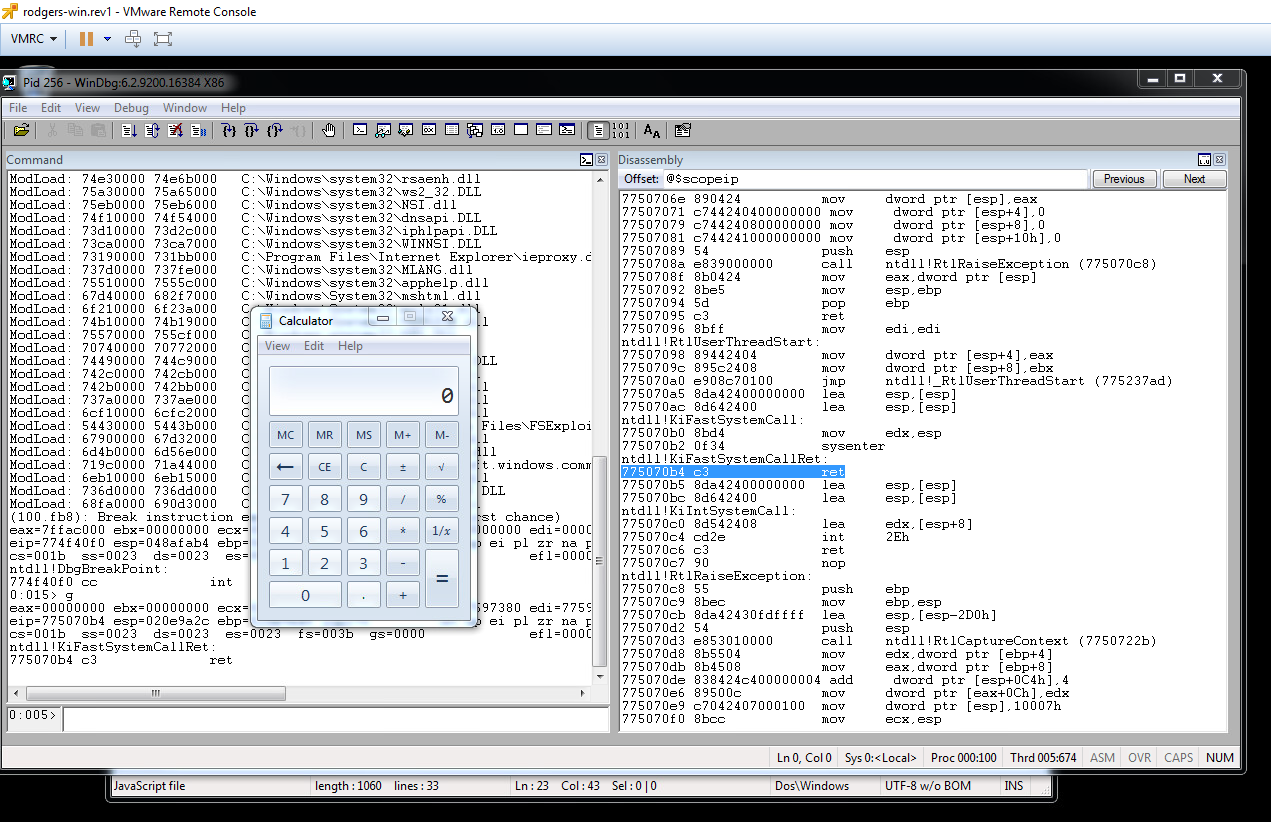 rodgers-win.rev1 - VMware Remote Console
VMRC
Pid 256 - WinDbg:6.2.9200.16384 X86
File Edit View Debug Window Help
Command
ModLoad: 74e30000 74e6b000 C:\Windows\system32\rsaenh.dll
ModLoad: 75a30000 75a65000 C:\Windows\system32\ws2_32.DLL
ModLoad: 75eb0000 75eb6000 C:\Windows\system32\NSI.dll
ModLoad: 74f10000 74f54000 C:\Windows\system32\dnsapi.DLL
ModLoad: 73d10000 73d2c000 C:\Windows\system32\iphlpapi.DLL
ModLoad: 73ca0000 73ca7000 C:\Windows\system32\WINNSI.DLL
ModLoad: 73190000 731bb000 C:\Program Files\Internet Explorer\ieproxy.d
ModLoad: 737d0000 737fe000 C:\Windows\system32\MLANG.dll
ModLoad: 75510000 7555c000 C:\Windows\system32\apphelp.dll
ModLoad: 67d40000 682f7000 C:\Windows\System32\mshtml.dll
ModLoad: 6f210000 6f23a000
ModLoad: 74b10000 74b19000
ModLoad: 75570000 755cf000
ModLoad: 70740000 70772000
ModLoad: 74490000 744c9000 DLL
ModLoad: 742c0000 742cb000
ModLoad: 742b0000 742bb000
ModLoad: 737a0000 737ae000
ModLoad: 6cf10000 6cfc2000
ModLoad: 54430000 5443b000 Files\FSExploi
ModLoad: 67900000 67d32000
ModLoad: 6d4b0000 6d56e000
ModLoad: 719c0000 71a44000 ft.windows.comm
ModLoad: 6eb10000 6eb15000
ModLoad: 736d0000 736dd000 DLL
ModLoad: 68fa0000 690d3000
(100.fb8): Break instruction e rst chance)
eax=7ffac000 ebx=00000000 ecx= 000000 edi=0000
eip=774f40f0 esp=048afab4 ebp= ei pl zr na p
cs=001b ss=0023 ds=0023 es= efl=0000
ntdll!DbgBreakPoint:
774f40f0 cc int
0:015> g
eax=00000000 ebx=00000000 ecx= 597380 edi=7759
eip=775070b4 esp=020e9a2c ebp= ei pl zr na p
cs=001b ss=0023 ds=0023 es=0023 fs=003b gs=0000 efl=0000
ntdll!KiFastSystemCallRet:
775070b4 c3 ret
0:005>
Calculator
View Edit Help
0
MC MR MS M+ M-
← CE C ± √
7 8 9 / %
4 5 6 * 1/x
1 2 3 - =
0 . +
Disassembly
Offset: @$scopeip Previous Next
7750706e 890424 mov dword ptr [esp],eax
77507071 c744240400000000 mov dword ptr [esp+4],0
77507079 c744240800000000 mov dword ptr [esp+8],0
77507081 c744241000000000 mov dword ptr [esp+10h],0
77507089 54 push esp
7750708a e839000000 call ntdll!RtlRaiseException (775070c8)
7750708f 8b0424 mov eax,dword ptr [esp]
77507092 8be5 mov esp,ebp
77507094 5d pop ebp
77507095 c3 ret
77507096 8bff mov edi,edi
ntdll!RtlUserThreadStart:
77507098 89442404 mov dword ptr [esp+4],eax
7750709c 895c2408 mov dword ptr [esp+8],ebx
775070a0 e908c70100 jmp ntdll!_RtlUserThreadStart (775237ad)
775070a5 8da42400000000 lea esp,[esp]
775070ac 8d642400 lea esp,[esp]
ntdll!KiFastSystemCall:
775070b0 8bd4 mov edx,esp
775070b2 0f34 sysenter
ntdll!KiFastSystemCallRet:
775070b4 c3 ret
775070b5 8da42400000000 lea esp,[esp]
775070bc 8d642400 lea esp,[esp]
ntdll!KiIntSystemCall:
775070c0 8d542408 lea edx,[esp+8]
775070c4 cd2e int 2Eh
775070c6 c3 ret
775070c7 90 nop
ntdll!RtlRaiseException:
775070c8 55 push ebp
775070c9 8bec mov ebp,esp
775070cb 8da42430fdffff lea esp,[esp-2D0h]
775070d2 54 push esp
775070d3 e853010000 call ntdll!RtlCaptureContext (7750722b)
775070d8 8b5504 mov edx,dword ptr [ebp+4]
775070db 8b4508 mov eax,dword ptr [ebp+8]
775070de 838424c400000004 add dword ptr [esp+0C4h],4
775070e6 89500c mov dword ptr [eax+0Ch],edx
775070e9 c7042407000100 mov dword ptr [esp],10007h
775070f0 8bcc mov ecx,esp
Ln 0, Col 0 Sys 0:<Local> Proc 000:100 Thrd 005:674 ASM OVR CAPS NUM
JavaScript file length : 1060 lines : 33 Ln : 23 Col : 43 Sel : 0 | 0 Dos\Windows UTF-8 w/o BOM INS